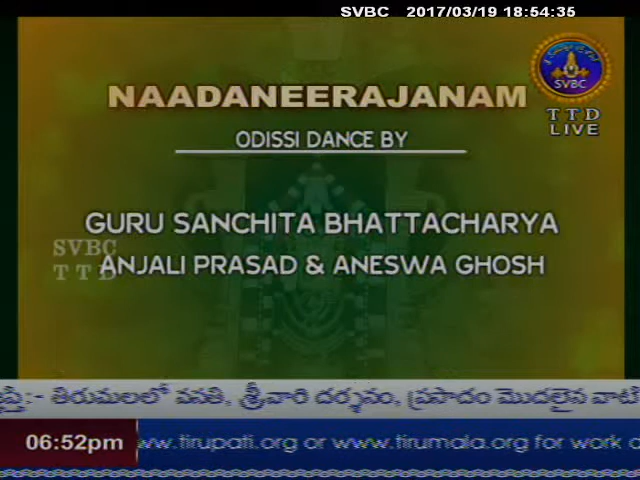 SVBC 2017/03/19 18:54:35
SVBC
TTD
LIVE
NAADANEERAJANAM
ODISSI DANCE BY
GURU SANCHITA BHATTACHARYA
SVBC
ANJALI PRASAD & ANESWA GHOSH
TTD
:- తిరుమలలో వసతి, శ్రీవారి దర్శనం, ప్రసాదం మొదలైన వాటి
06:52pm
ww.tirupati.org or www.tirumala.org for work